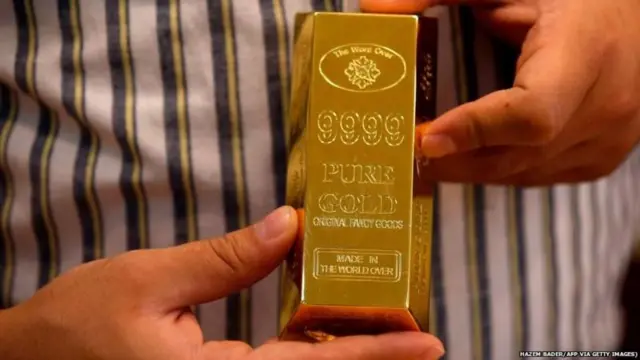 The Word Over
9999
PURE
GOLD
ORIGINAL FANCY GOODS
MADE IN
THE WORLD OVER
HAZEM BADER/AFP VIA GETTY IMAGES